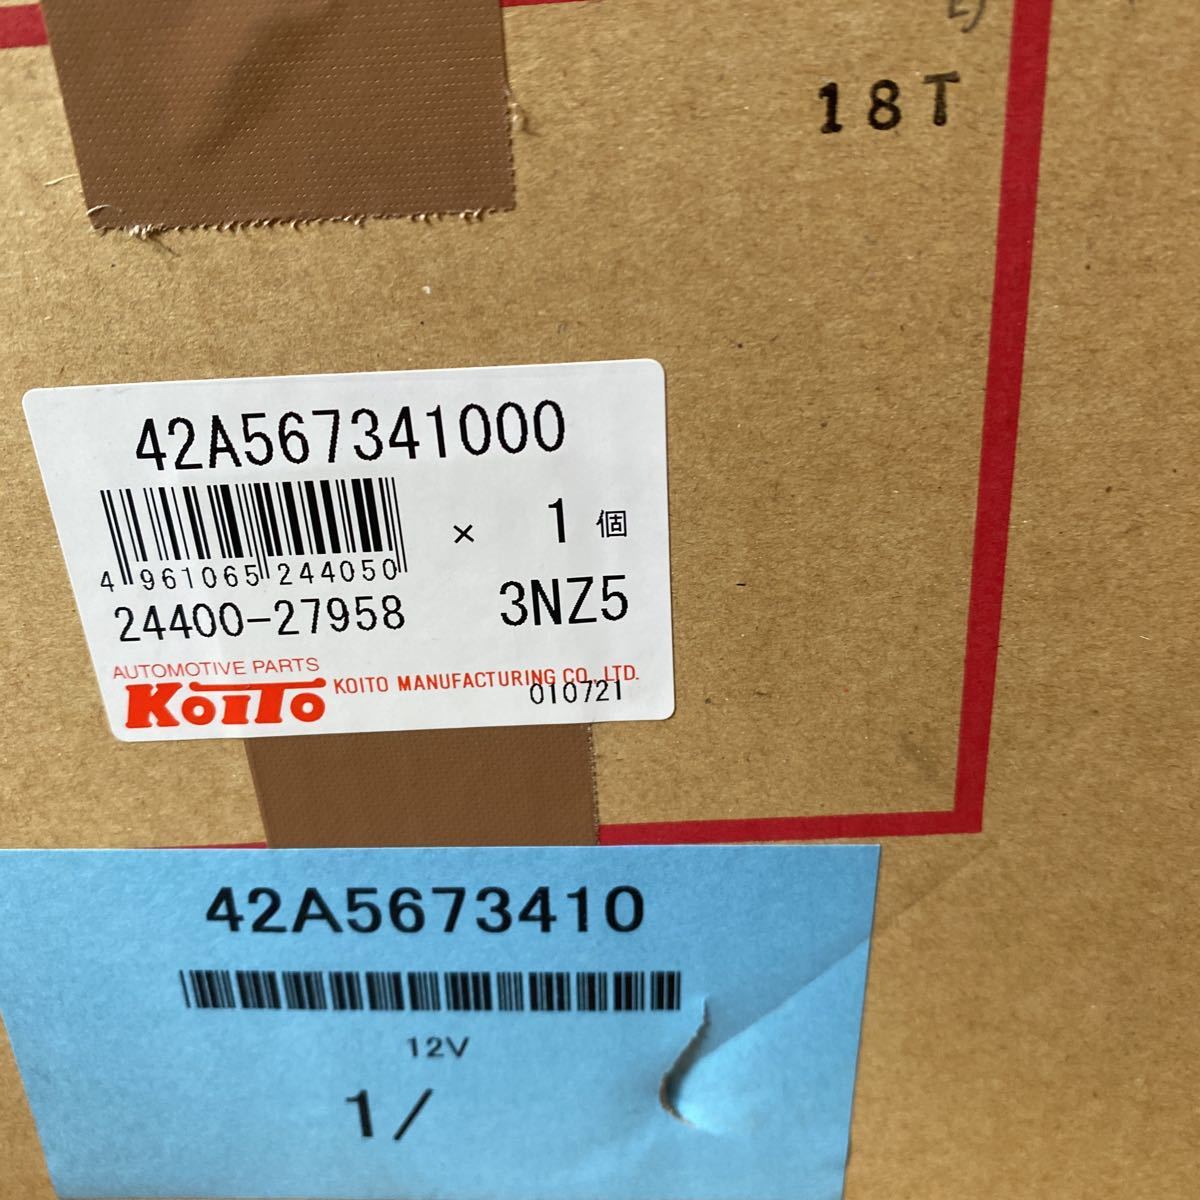 18T
42A567341000
× 1 個
4 961065 244050
24400-27958 3NZ5
AUTOMOTIVE PARTS
KOITO KOITO MANUFACTURING CO., LTD.
010721
42A5673410
12V
1/